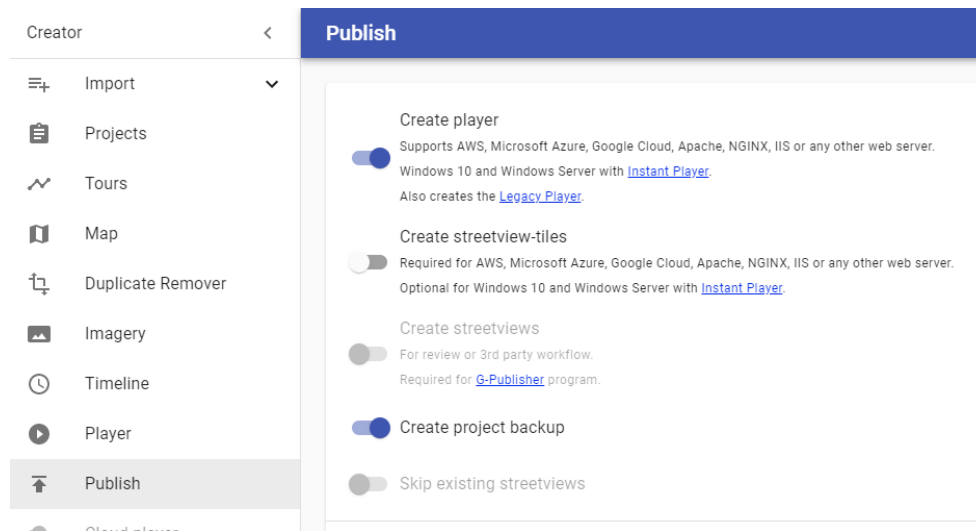 Creator
Import
Projects
Tours
Map
Duplicate Remover
Imagery
Timeline
Player
Publish
Cloud player
Publish
Create player
Supports AWS, Microsoft Azure, Google Cloud, Apache, NGINX, IIS or any other web server.
Windows 10 and Windows Server with Instant Player.
Also creates the Legacy Player.
Create streetview-tiles
Required for AWS, Microsoft Azure, Google Cloud, Apache, NGINX, IIS or any other web server.
Optional for Windows 10 and Windows Server with Instant Player.
Create streetviews
For review or 3rd party workflow.
Required for G-Publisher program.
Create project backup
Skip existing streetviews